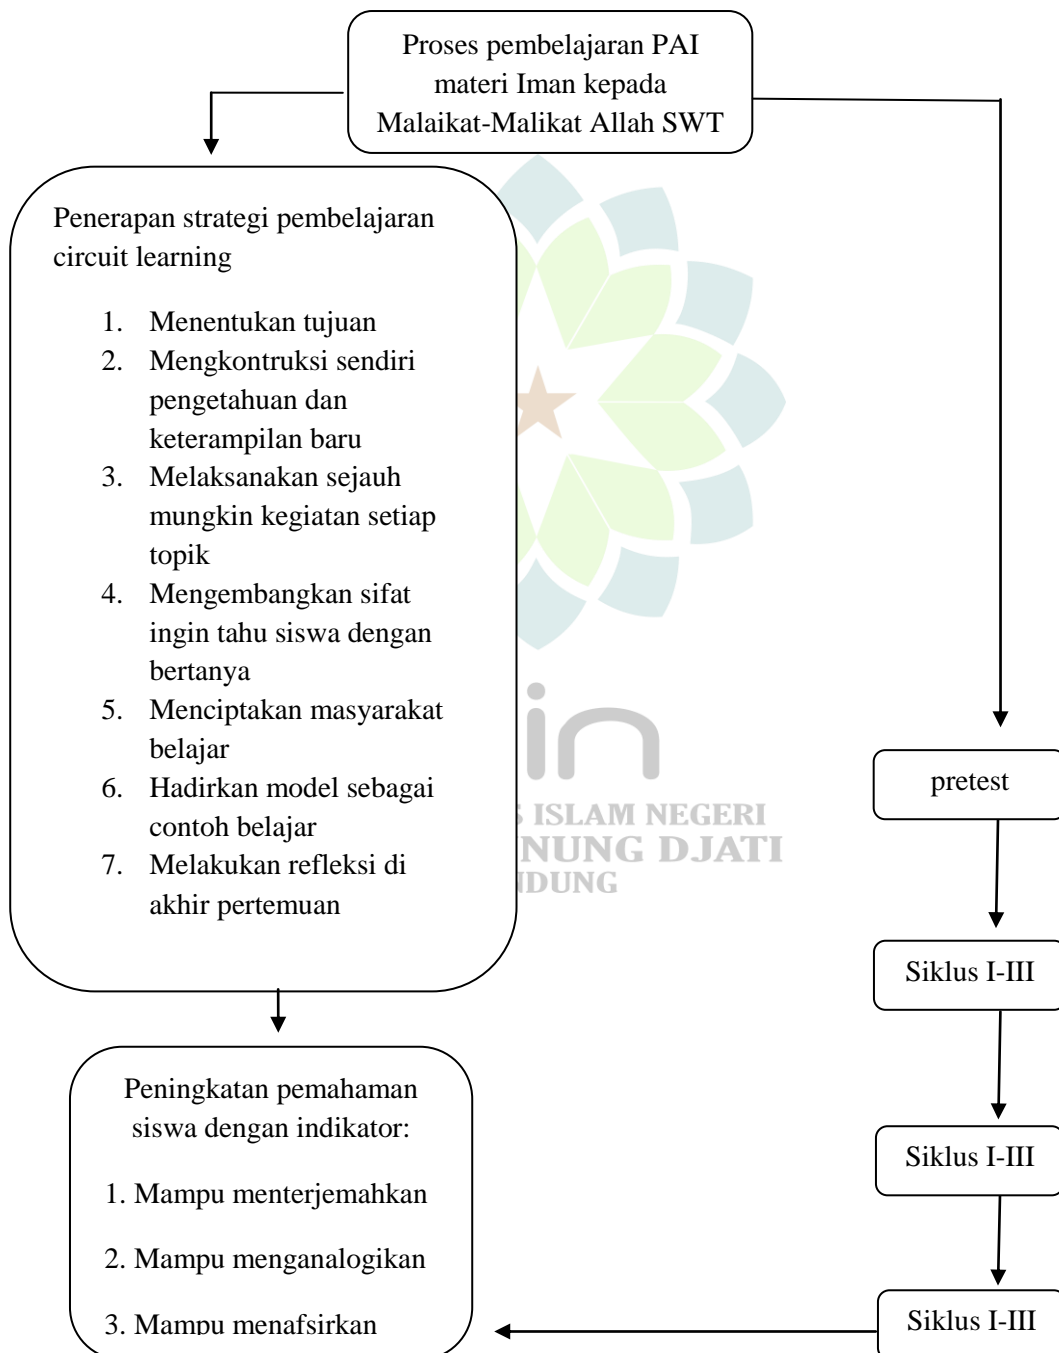 Proses pembelajaran PAI
materi Iman kepada
Malaikat-Malikat Allah SWT
Penerapan strategi pembelajaran
circuit learning
1. Menentukan tujuan
2. Mengkontruksi sendiri
pengetahuan dan
keterampilan baru
3. Melaksanakan sejauh
mungkin kegiatan setiap
topik
4. Mengembangkan sifat
ingin tahu siswa dengan
bertanya
5. Menciptakan masyarakat
belajar
6. Hadirkan model sebagai
contoh belajar
7. Melakukan refleksi di
akhir pertemuan
in
S ISLAM NEGERI
NUNG DJATI
NDUNG
pretest
Siklus I-III
Siklus I-III
Siklus I-III
Peningkatan pemahaman
siswa dengan indikator:
1. Mampu menterjemahkan
2. Mampu menganalogikan
3. Mampu menafsirkan